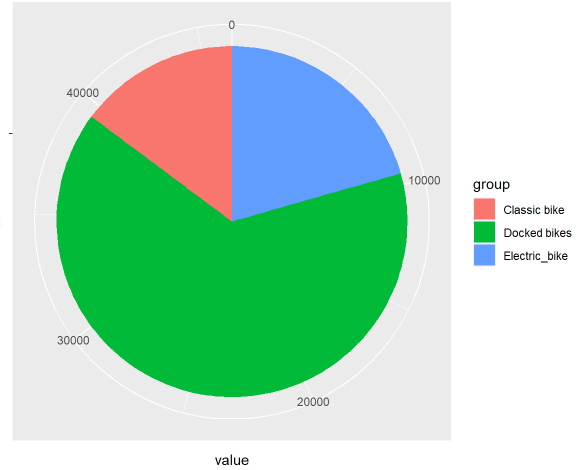 0
40000
10000
30000
20000
value
group
Classic bike
Docked bikes
Electric_bike